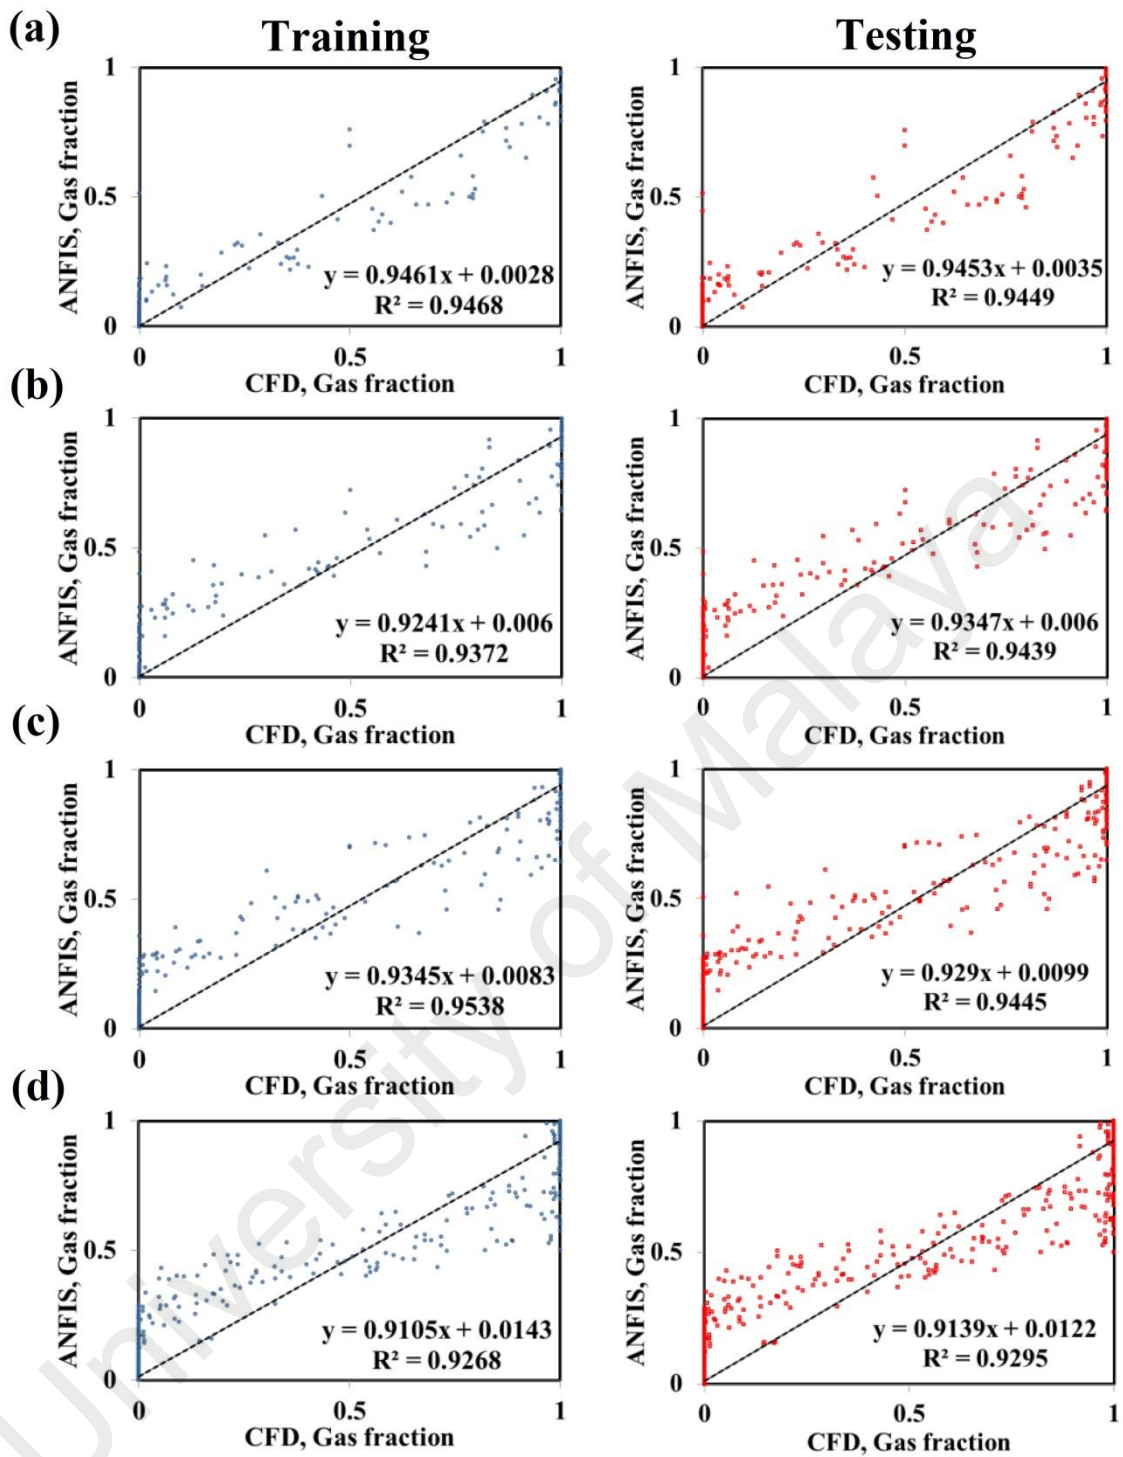 (a)
Training
Testing
1
0.5
0
ANFIS, Gas fraction
y = 0.9461x + 0.0028
R² = 0.9468
0 0.5 1
CFD, Gas fraction
1
0.5
0
ANFIS, Gas fraction
y = 0.9453x + 0.0035
R² = 0.9449
0 0.5 1
CFD, Gas fraction
(b)
1
0.5
0
ANFIS, Gas fraction
y = 0.9241x + 0.006
R² = 0.9372
0 0.5 1
CFD, Gas fraction
1
0.5
0
ANFIS, Gas fraction
y = 0.9347x + 0.006
R² = 0.9439
0 0.5 1
CFD, Gas fraction
(c)
1
0.5
0
ANFIS, Gas fraction
y = 0.9345x + 0.0083
R² = 0.9538
0 0.5 1
CFD, Gas fraction
1
0.5
0
ANFIS, Gas fraction
y = 0.929x + 0.0099
R² = 0.9445
0 0.5 1
CFD, Gas fraction
(d)
1
0.5
0
ANFIS, Gas fraction
y = 0.9105x + 0.0143
R² = 0.9268
0 0.5 1
CFD, Gas fraction
1
0.5
0
ANFIS, Gas fraction
y = 0.9139x + 0.0122
R² = 0.9295
0 0.5 1
CFD, Gas fraction
University of Malaya